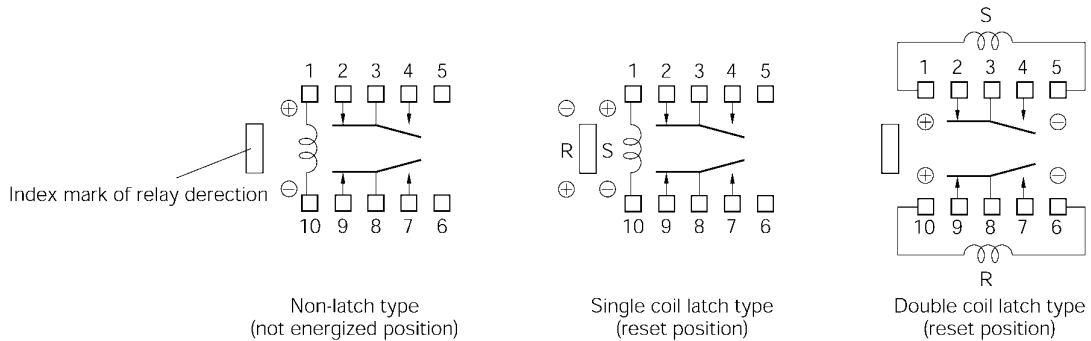 S
1 2 3 4 5
1 2 3 4 5
1 2 3 4 5
⊕
⊖ ⊕
⊕ ⊖
R S
Index mark of relay derection
⊖
⊕ ⊖
⊕ ⊖
10 9 8 7 6
10 9 8 7 6
10 9 8 7 6
R
Non-latch type
(not energized position)
Single coil latch type
(reset position)
Double coil latch type
(reset position)